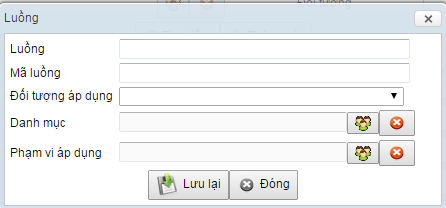 Luồng
Luồng
Mã luồng
Đối tượng áp dụng
Danh mục
Phạm vi áp dụng
Lưu lại Đóng